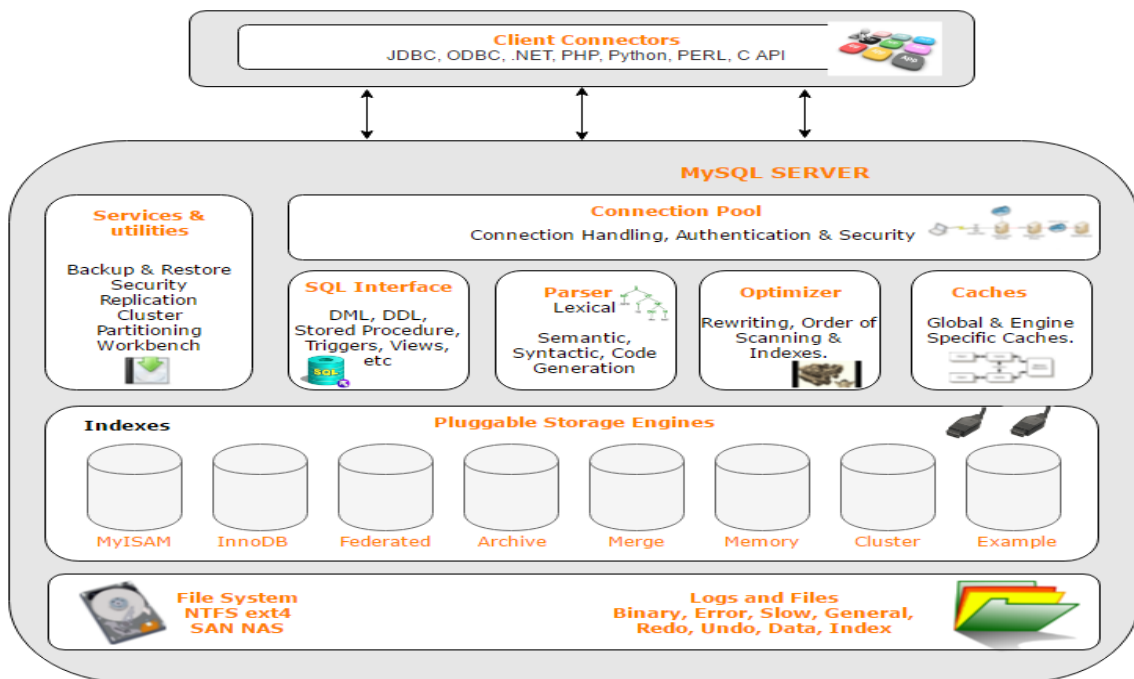 Client Connectors
JDBC, ODBC, .NET, PHP, Python, PERL, C API
App
MySQL SERVER
Services &
utilities
Backup & Restore
Security
Replication
Cluster
Partitioning
Workbench
Connection Pool
Connection Handling, Authentication & Security
SQL Interface
DML, DDL,
Stored Procedure,
Triggers, Views,
etc
SQL
Parser
Lexical
Semantic,
Syntactic, Code
Generation
Optimizer
Rewriting, Order of
Scanning &
Indexes.
Caches
Global & Engine
Specific Caches.
Indexes
Pluggable Storage Engines
MyISAM
InnoDB
Federated
Archive
Merge
Memory
Cluster
Example
File System
NTFS ext4
SAN NAS
Logs and Files
Binary, Error, Slow, General,
Redo, Undo, Data, Index